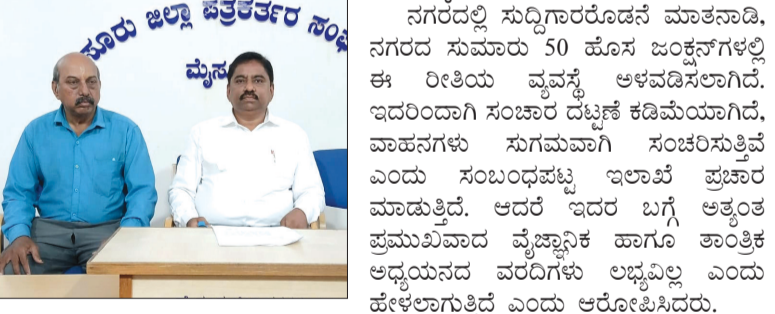 ಸೂರು ಜಿಲ್ಲಾ ಪತ್ರಕರ್ತರ ಸಂಘ
ಮೈಸೂ
ನಗರದಲ್ಲಿ ಸುದ್ದಿಗಾರರೊಡನೆ ಮಾತನಾಡಿ,
ನಗರದ ಸುಮಾರು 50 ಹೊಸ ಜಂಕ್ಷನ್‌ಗಳಲ್ಲಿ
ಈ ರೀತಿಯ ವ್ಯವಸ್ಥೆ ಅಳವಡಿಸಲಾಗಿದೆ.
ಇದರಿಂದಾಗಿ ಸಂಚಾರ ದಟ್ಟಣೆ ಕಡಿಮೆಯಾಗಿದೆ,
ವಾಹನಗಳು ಸುಗಮವಾಗಿ ಸಂಚರಿಸುತ್ತಿವೆ
ಎಂದು ಸಂಬಂಧಪಟ್ಟ ಇಲಾಖೆ ಪ್ರಚಾರ
ಮಾಡುತ್ತಿದೆ. ಆದರೆ ಇದರ ಬಗ್ಗೆ ಅತ್ಯಂತ
ಪ್ರಮುಖವಾದ ವೈಜ್ಞಾನಿಕ ಹಾಗೂ ತಾಂತ್ರಿಕ
ಅಧ್ಯಯನದ ವರದಿಗಳು ಲಭ್ಯವಿಲ್ಲ ಎಂದು
ಹೇಳಲಾಗುತಿದೆ ಎಂದು ಆರೋಪಿಸಿದರು.